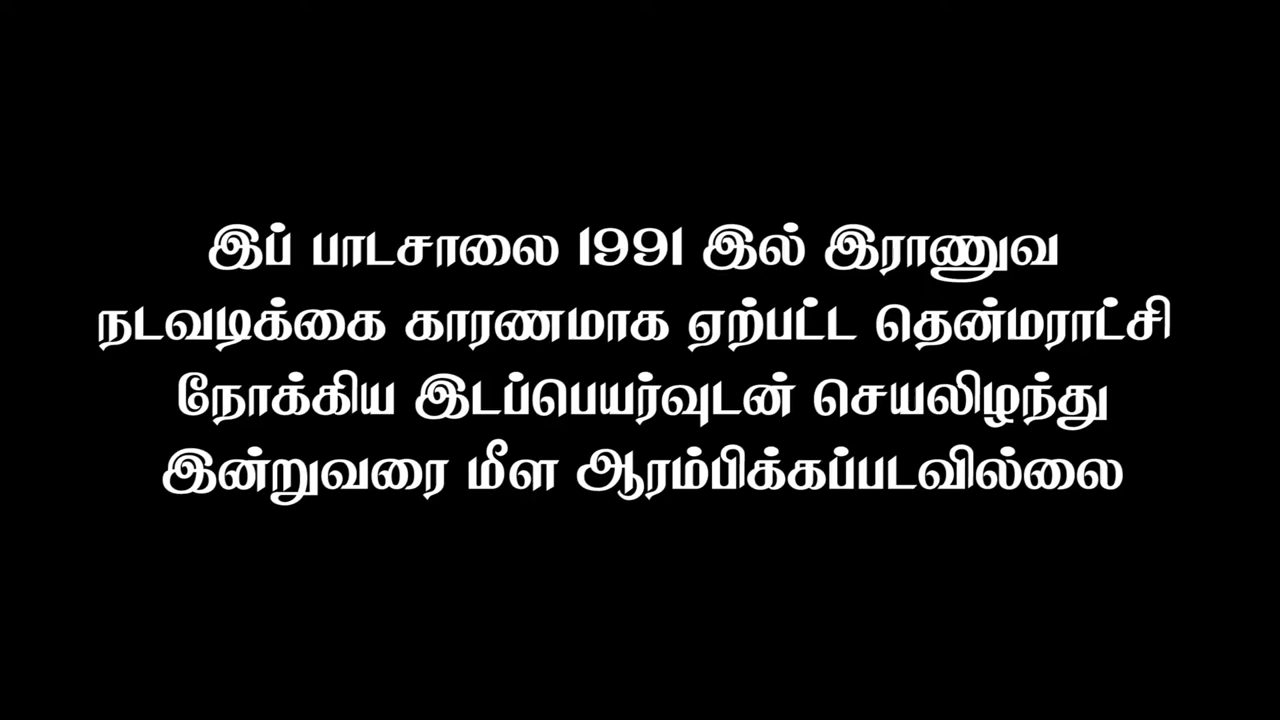 இப் பாடசாலை 1991 இல் இராணுவ
நடவடிக்கை காரணமாக ஏற்பட்ட தென்மராட்சி
நோக்கிய இடப்பெயர்வுடன் செயலிழந்து
இன்றுவரை மீள ஆரம்பிக்கப்படவில்லை